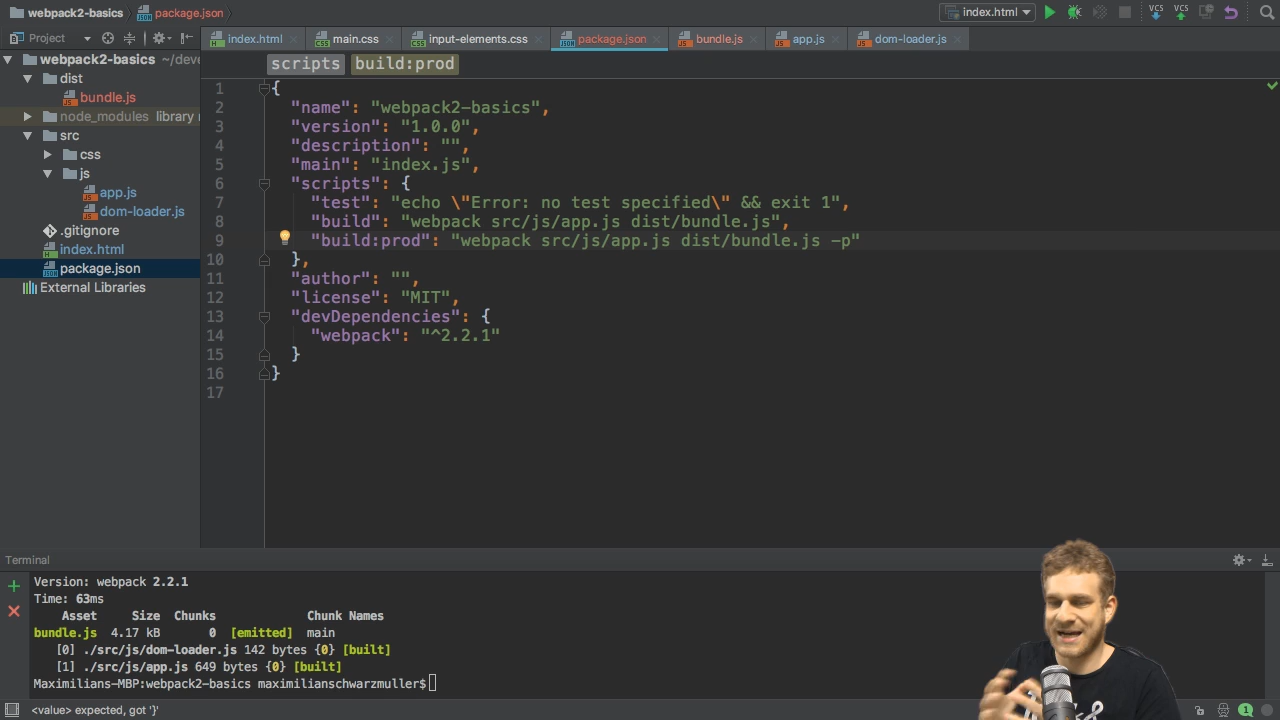 webpack2-basics package.json index.html VCS VCS
Project index.html main.css input-elements.css package.json bundle.js app.js dom-loader.js
webpack2-basics ~/deve
scripts build:prod
dist
bundle.js
node_modules library r
src
css
js
app.js
dom-loader.js
.gitignore
index.html
package.json
External Libraries
1 {
2 "name": "webpack2-basics",
3 "version": "1.0.0",
4 "description": "",
5 "main": "index.js",
6 "scripts": {
7 "test": "echo \"Error: no test specified\" && exit 1",
8 "build": "webpack src/js/app.js dist/bundle.js",
9 "build:prod": "webpack src/js/app.js dist/bundle.js -p"
10 },
11 "author": "",
12 "license": "MIT",
13 "devDependencies": {
14 "webpack": "^2.2.1"
15 }
16 }
17
Terminal
Version: webpack 2.2.1
Time: 63ms
Asset Size Chunks Chunk Names
bundle.js 4.17 kB 0 [emitted] main
[0] ./src/js/dom-loader.js 142 bytes {0} [built]
[1] ./src/js/app.js 649 bytes {0} [built]
Maximilians-MBP:webpack2-basics maximilianschwarzmuller$
<value> expected, got '}' 1